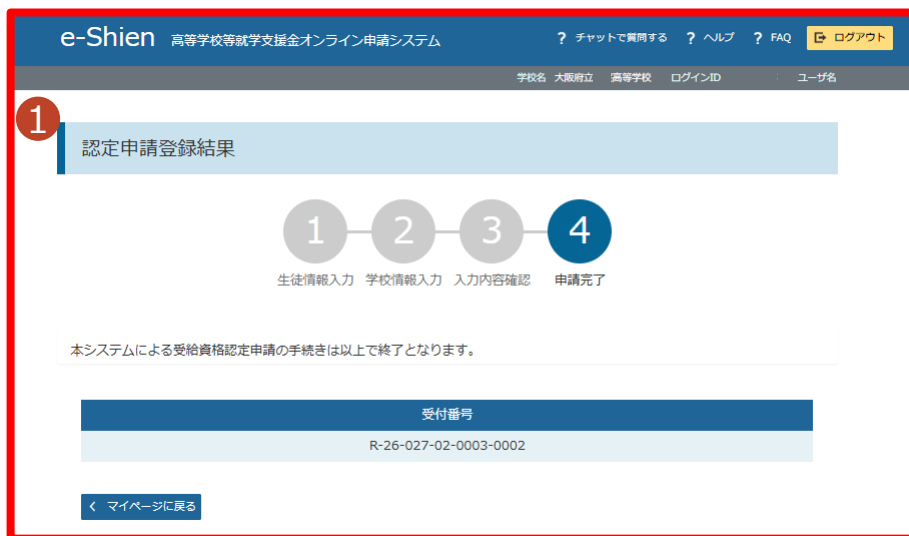 e-Shien 高等学校等就学支援金オンライン申請システム ? チャットで質問する ? ヘルプ ? FAQ ログアウト
学校名 大阪府立 高等学校 ログインID : ユーザ名
1
認定申請登録結果
1 2 3 4
生徒情報入力 学校情報入力 入力内容確認 申請完了
本システムによる受給資格認定申請の手続きは以上で終了となります。
受付番号
R-26-027-02-0003-0002
マイページに戻る